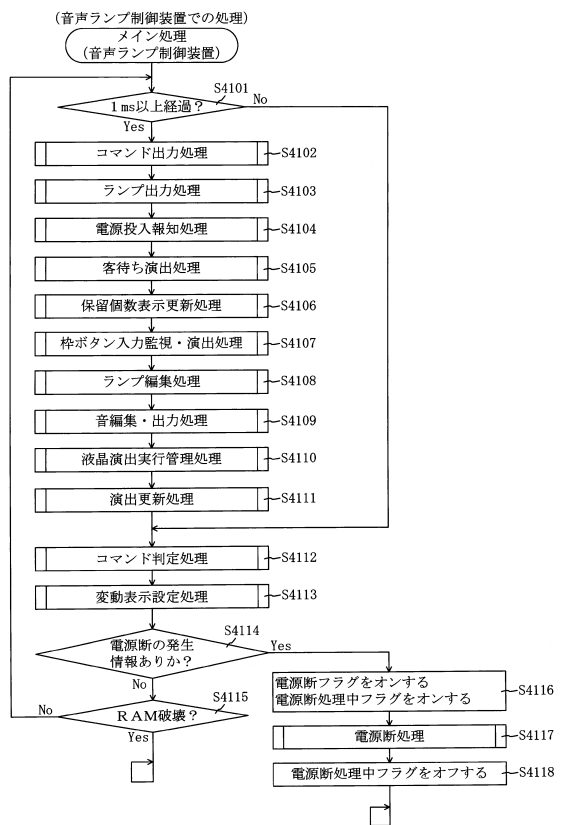 (音声ランプ制御装置での処理)
メイン処理
(音声ランプ制御装置)
S4101
1ms以上経過？
No
Yes
コマンド出力処理
S4102
ランプ出力処理
S4103
電源投入報知処理
S4104
客待ち演出処理
S4105
保留個数表示更新処理
S4106
枠ボタン入力監視・演出処理
S4107
ランプ編集処理
S4108
音編集・出力処理
S4109
液晶演出実行管理処理
S4110
演出更新処理
S4111
コマンド判定処理
S4112
変動表示設定処理
S4113
S4114
電源断の発生
情報ありか？
Yes
No
電源断フラグをオンする
電源断処理中フラグをオンする
S4116
S4115
No
RAM破壊？
Yes
電源断処理
S4117
電源断処理中フラグをオフする
S4118